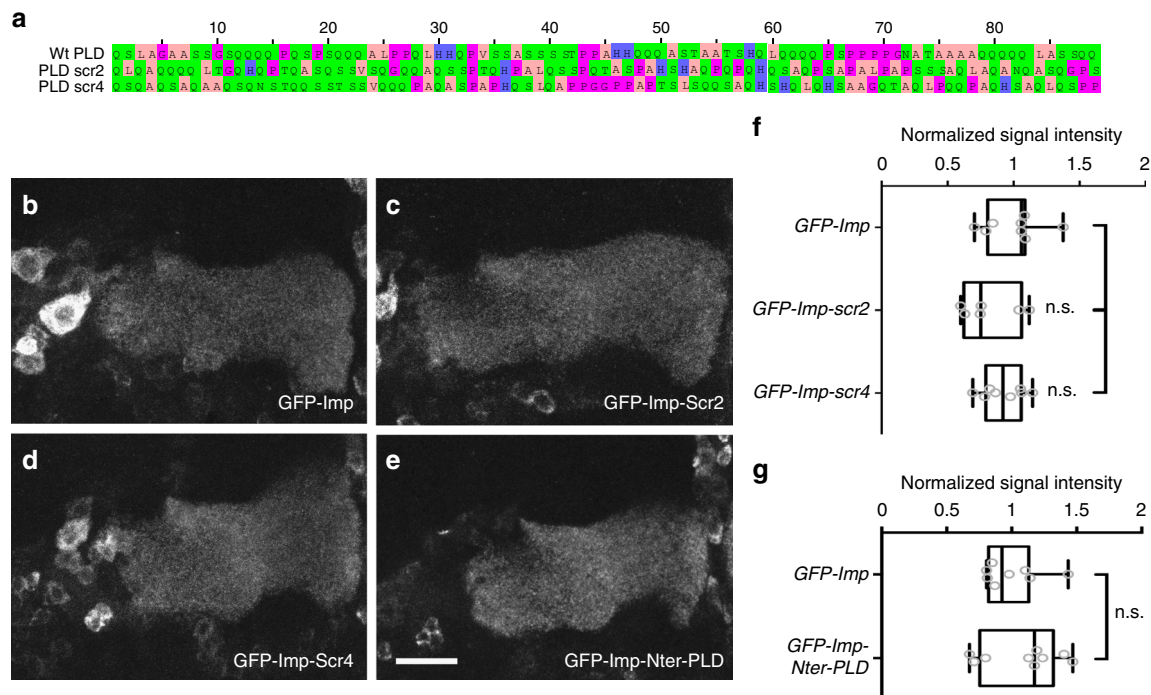 a
10 20 30 40 50 60 70 80
Wt PLD QSLAGAASSGSQQQQPQSPSQQQALPPQLHHQPVSSASSSSTPPAHHQQQASTAATSHQLQQQQPSPPPPGNATAAAAQQQQQLASSQQ
PLD scr2 QLQAQQQQLTGQHQPTQASQSSVSQGQQAQSSPTQHPALQSSPQTASPAHSHAQPQPQHQSAQPSAPALPAPSSSAQLAQANQASQGPS
PLD scr4 QSQAQSAQAAQSQNSTQQSSTSSVQQQPAQASPAPHQSLQAPPGGPPAPTSLSQQSAQHSHQLQHSAAGQTAQLPQQPAQHSAQLQSPP
b
GFP-Imp
c
GFP-Imp-Scr2
d
GFP-Imp-Scr4
e
GFP-Imp-Nter-PLD
f
Normalized signal intensity
0 0.5 1 1.5 2
GFP-Imp
GFP-Imp-scr2 n.s.
GFP-Imp-scr4 n.s.
g
Normalized signal intensity
0 0.5 1 1.5 2
GFP-Imp
n.s.
GFP-Imp-
Nter-PLD